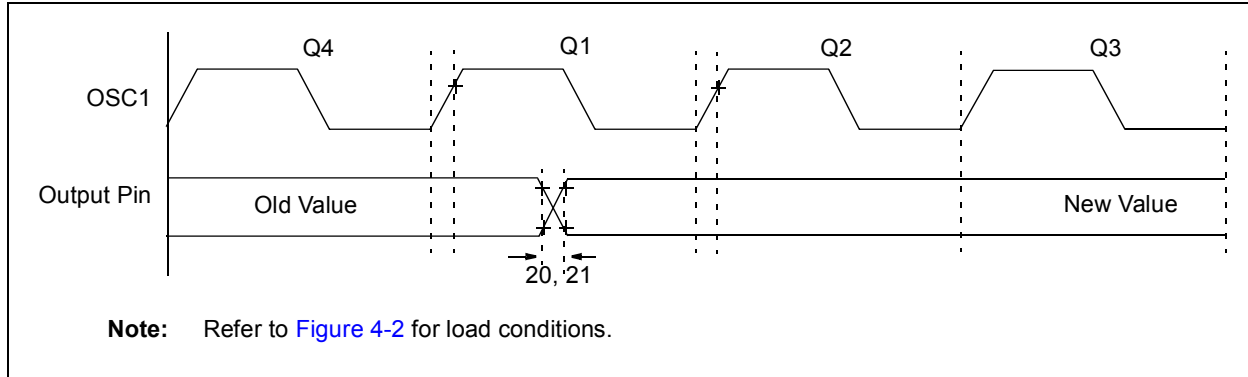 Q4 Q1 Q2 Q3
OSC1
Output Pin
Old Value New Value
20, 21
Note: Refer to Figure 4-2 for load conditions.